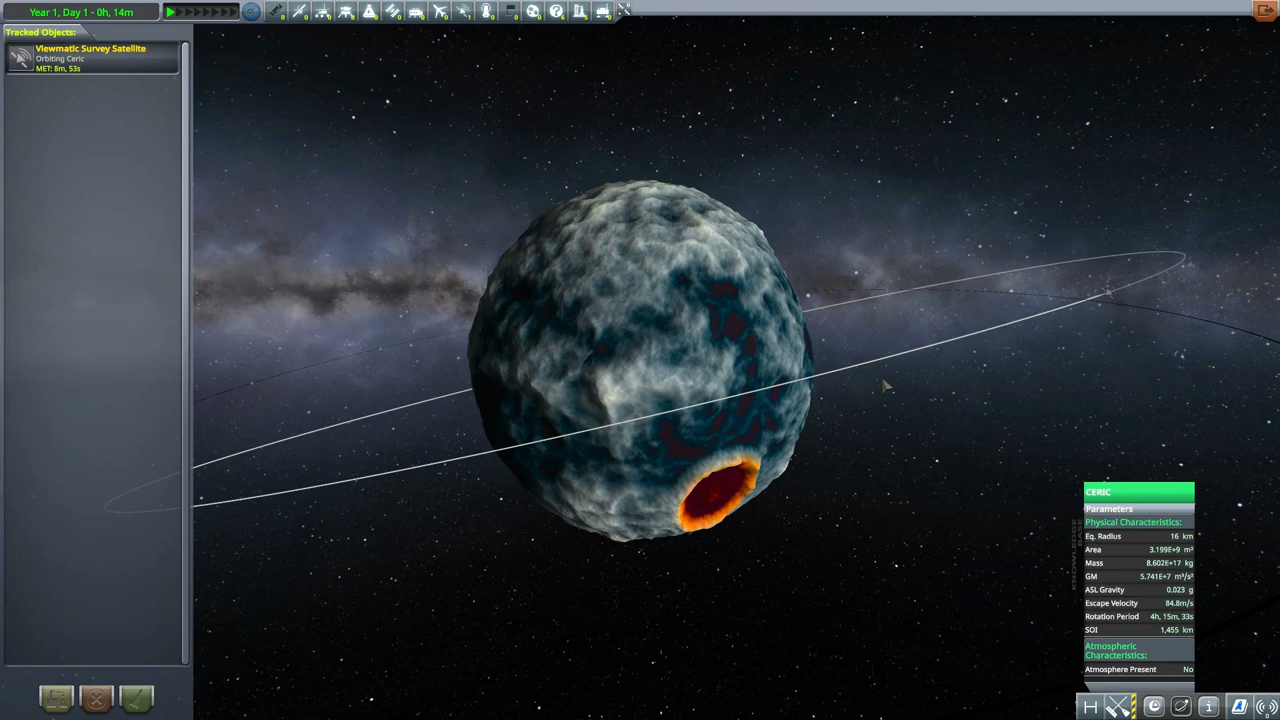 Year 1, Day 1 - 0h, 14m
Tracked Objects:
Viewmatic Survey Satellite
Orbiting Ceric
MET: 8m, 53s
CERIC
Parameters
Physical Characteristics:
Eq. Radius 16 km
Area 3.199E+9 m²
Mass 8.602E+17 kg
GM 5.741E+7 m³/s²
ASL Gravity 0.023 g
Escape Velocity 84.8m/s
Rotation Period 4h, 15m, 33s
SOI 1,455 km
Atmospheric
Characteristics:
Atmosphere Present No
KNOWLEDGE
BASE